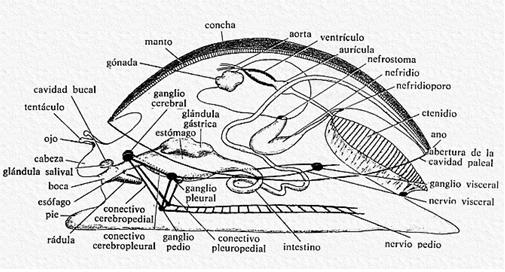 concha
manto
aorta
ventrículo
aurícula
gónada
nefrostoma
nefridio
nefridioporo
cavidad bucal
tentáculo
ganglio
cerebral
glándula
gástrica
estómago
ctenidio
ojo
ano
cabeza
abertura de la
cavidad paleal
glándula salival
boca
ganglio
pleural
ganglio visceral
esófago
conectivo
cerebropedial
nervio visceral
pie
rádula
conectivo
cerebropleural
ganglio
pedio
conectivo
pleuropedial
intestino
nervio pedio